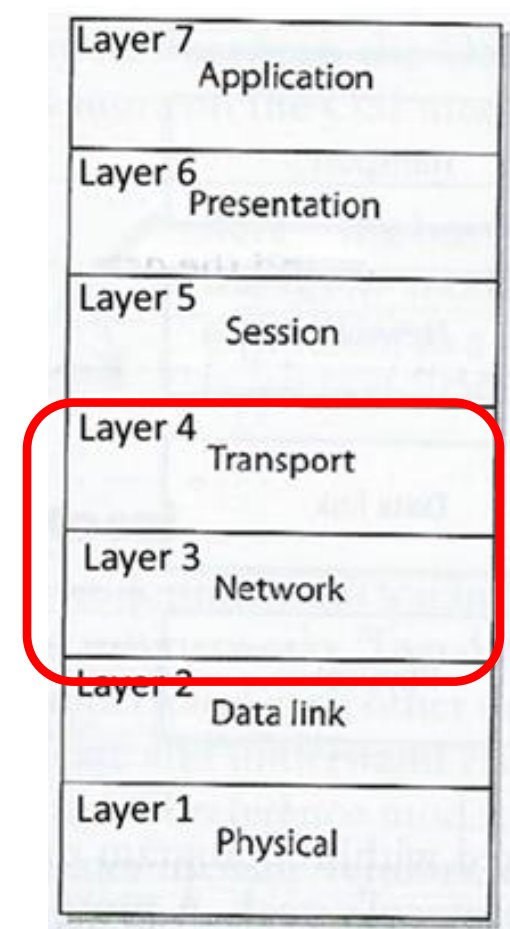 Layer 7
Application
Layer 6
Presentation
Layer 5
Session
Layer 4
Transport
Layer 3
Network
Layer 2
Data link
Layer 1
Physical